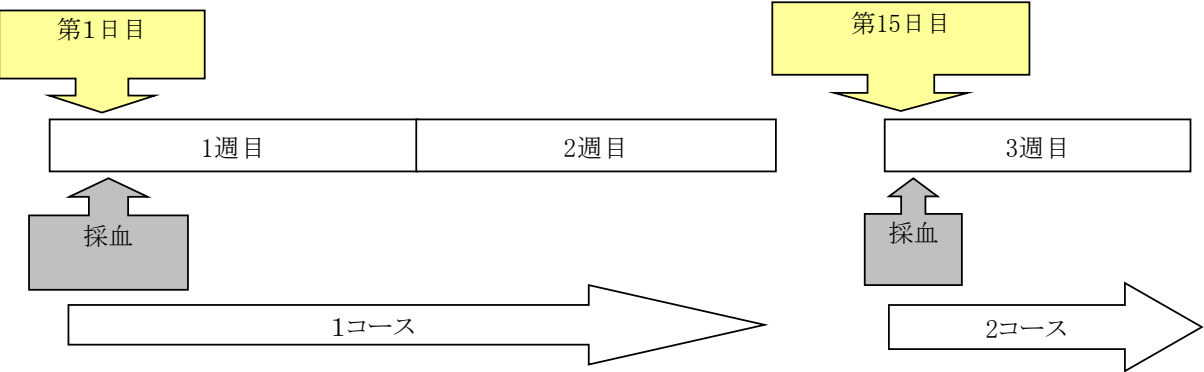 第1日目
第15日目
1週目
2週目
3週目
採血
採血
1コース
2コース